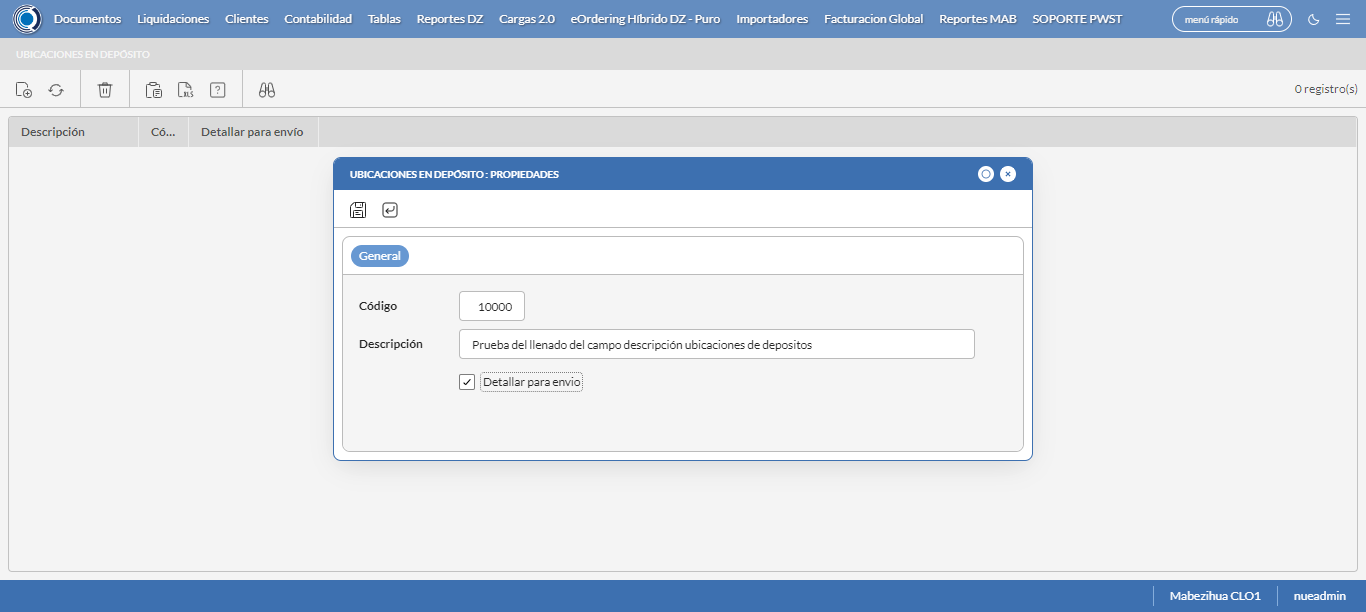 Documentos Liquidaciones Clientes Contabilidad Tablas Reportes DZ Cargas 2.0 eOrdering Híbrido DZ - Puro Importadores Facturacion Global Reportes MAB SOPORTE PWST menú rápido
UBICACIONES EN DEPÓSITO
XLS ? 0 registro(s)
Descripción Có... Detallar para envío
UBICACIONES EN DEPÓSITO : PROPIEDADES
General
Código 10000
Descripción Prueba del llenado del campo descripción ubicaciones de depositos
Detallar para envio
Mabezihua CLO1 nueadmin